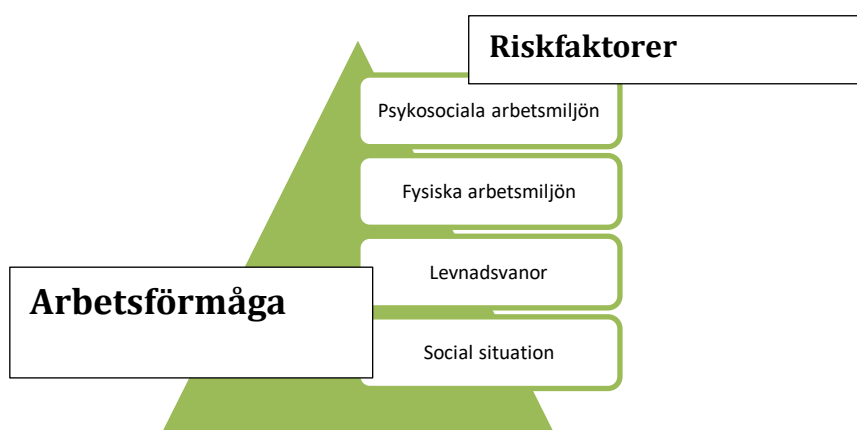 Riskfaktorer
Psykosociala arbetsmiljön
Fysiska arbetsmiljön
Levnadsvanor
Arbetsförmåga
Social situation